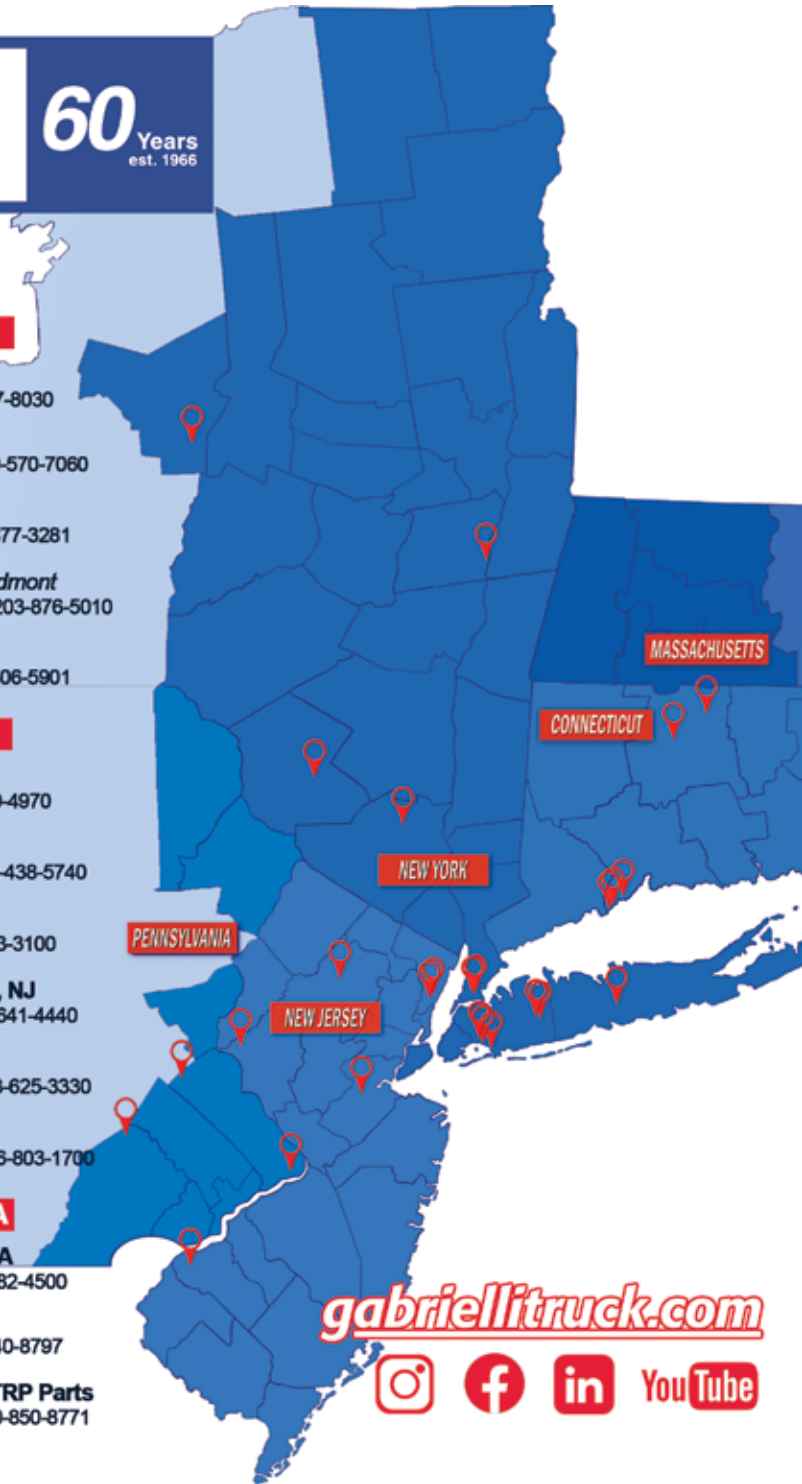 60
Years
est. 1966
7-8030
-570-7060
77-3281
dmont
203-876-5010
06-5901
-4970
-438-5740
3-3100
, NJ
641-4440
-625-3330
6-803-1700
A
A
82-4500
40-8797
TRP Parts
-850-8771
MASSACHUSETTS
CONNECTICUT
NEW YORK
PENNSYLVANIA
NEW JERSEY
gabriellitruck.com
in
YouTube